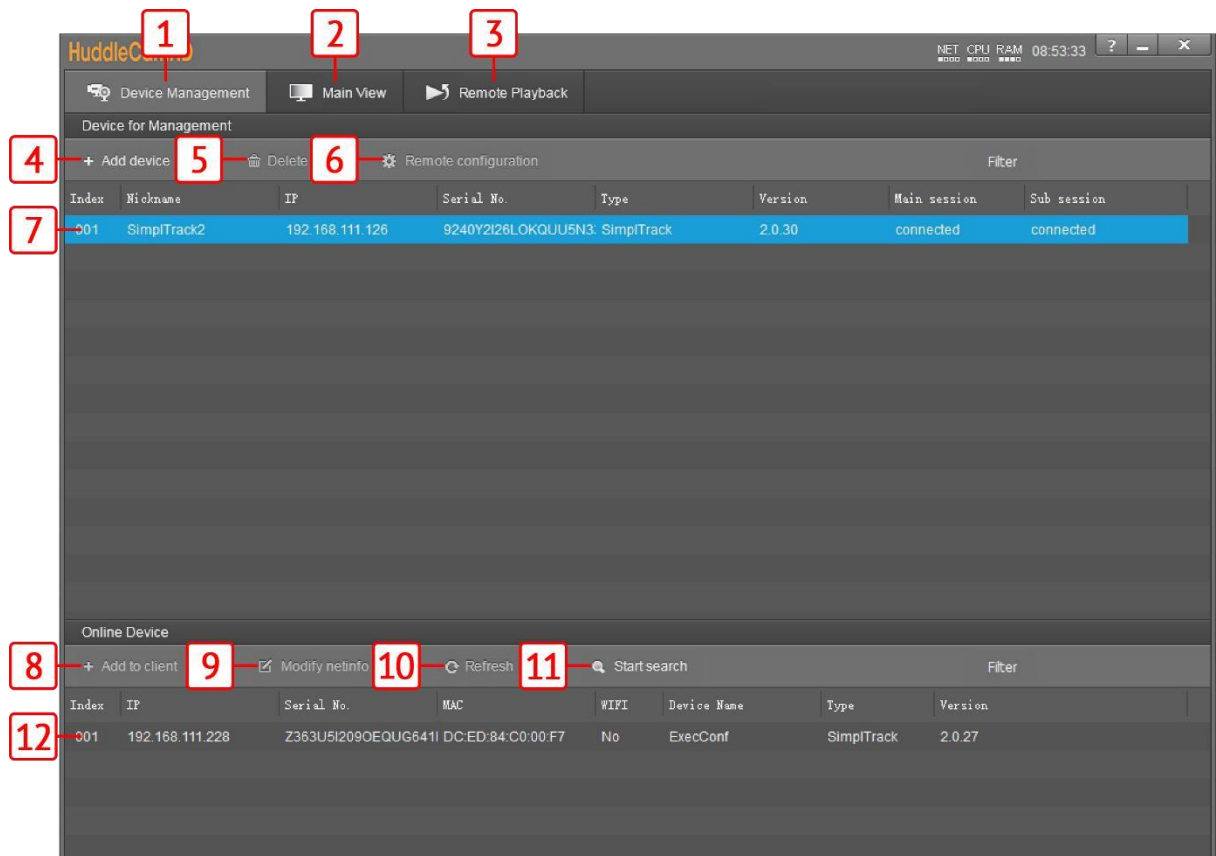 1 2 3
HuddleCamHD NET CPU RAM 08:53:33 ? – X
Device Management Main View Remote Playback
Device for Management
4 + Add device 5 Delete 6 Remote configuration Filter
Index Nickname IP Serial No. Type Version Main session Sub session
7 001 SimplTrack2 192.168.111.126 9240Y2I26LOKQUU5N3: SimplTrack 2.0.30 connected connected
Online Device
8 + Add to client 9 Modify netinfo 10 Refresh 11 Start search Filter
Index IP Serial No. MAC WIFI Device Name Type Version
12 001 192.168.111.228 Z363U5I209OEQUG641I DC:ED:84:C0:00:F7 No ExecConf SimplTrack 2.0.27